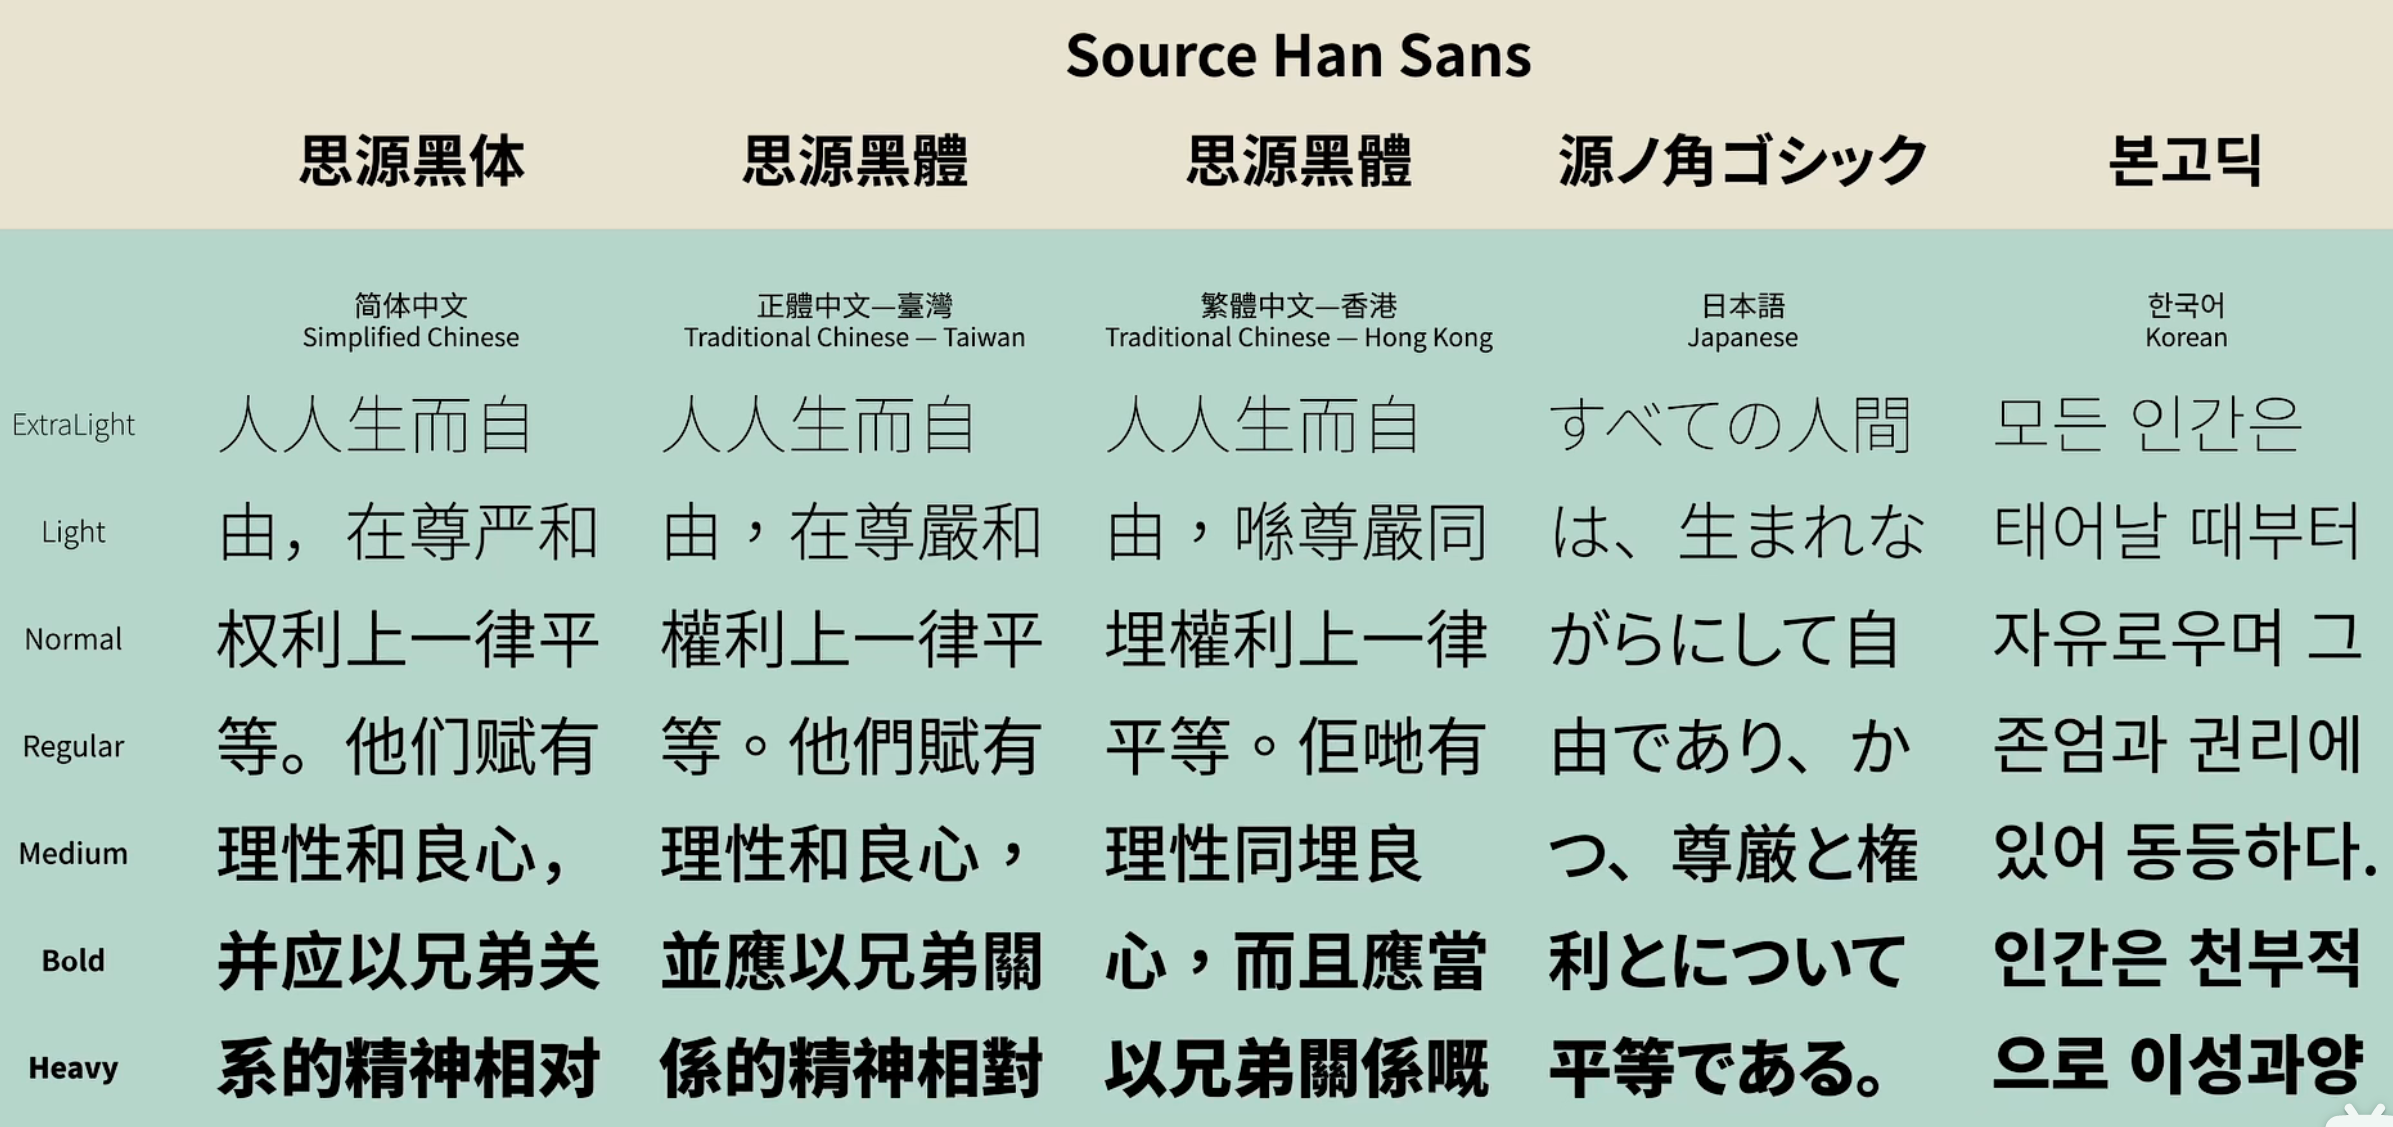 Source Han Sans
思源黑体 思源黑體 思源黑體 源ノ角ゴシック 본고딕
简体中文 正體中文—臺灣 繁體中文—香港 日本語 한국어
Simplified Chinese Traditional Chinese — Taiwan Traditional Chinese — Hong Kong Japanese Korean
ExtraLight 人人生而自 人人生而自 人人生而自 すべての人間 모든 인간은
Light 由，在尊严和 由，在尊嚴和 由，喺尊嚴同 は、生まれな 태어날 때부터
Normal 权利上一律平 權利上一律平 埋權利上一律 がらにして自 자유로우며 그
Regular 等。他们赋有 等。他們賦有 平等。佢哋有 由であり、か 존엄과 권리에
Medium 理性和良心， 理性和良心， 理性同埋良 つ、尊厳と権 있어 동등하다.
Bold 并应以兄弟关 並應以兄弟關 心，而且應當 利とについて 인간은 천부적
Heavy 系的精神相对 係的精神相對 以兄弟關係嘅 平等である。 으로 이성과양